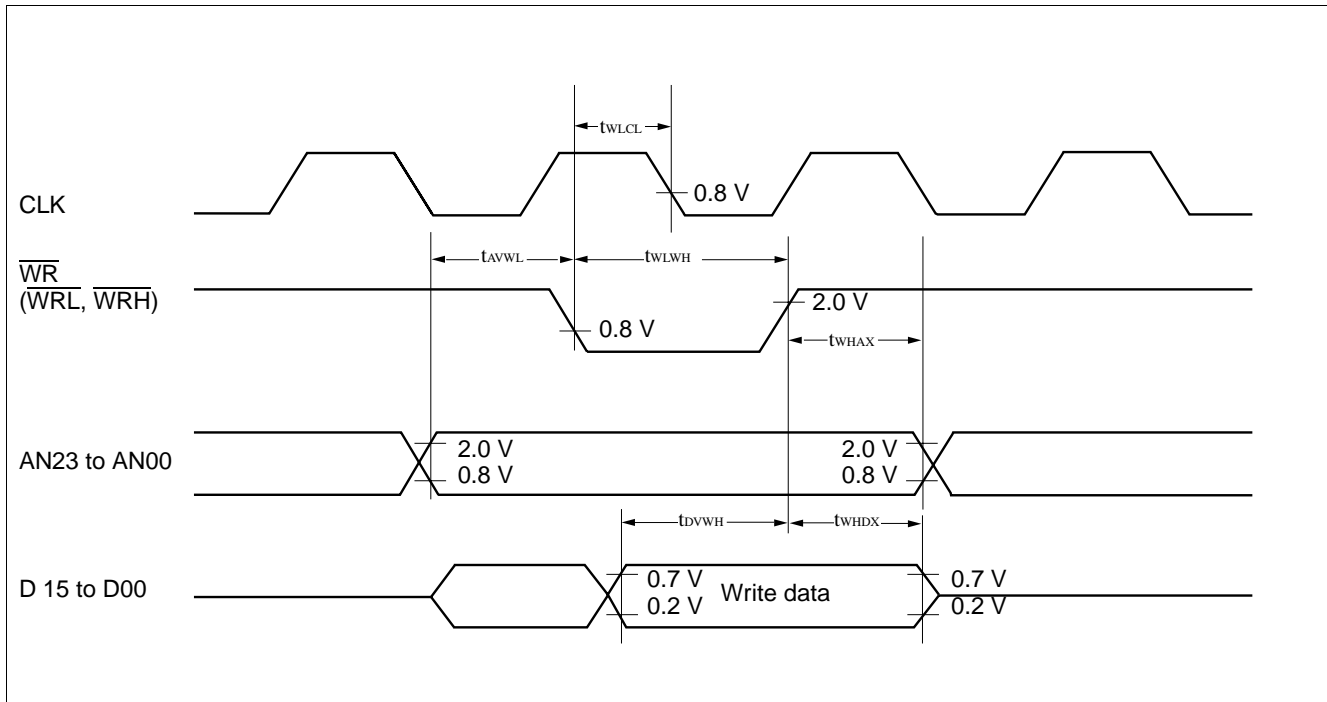 tWLCL
CLK
0.8 V
tAVWL
tWLWH
WR
(WRL, WRH)
2.0 V
0.8 V
tWHAX
AN23 to AN00
2.0 V
0.8 V
2.0 V
0.8 V
tDVWH
tWHDX
D 15 to D00
0.7 V
0.2 V
Write data
0.7 V
0.2 V